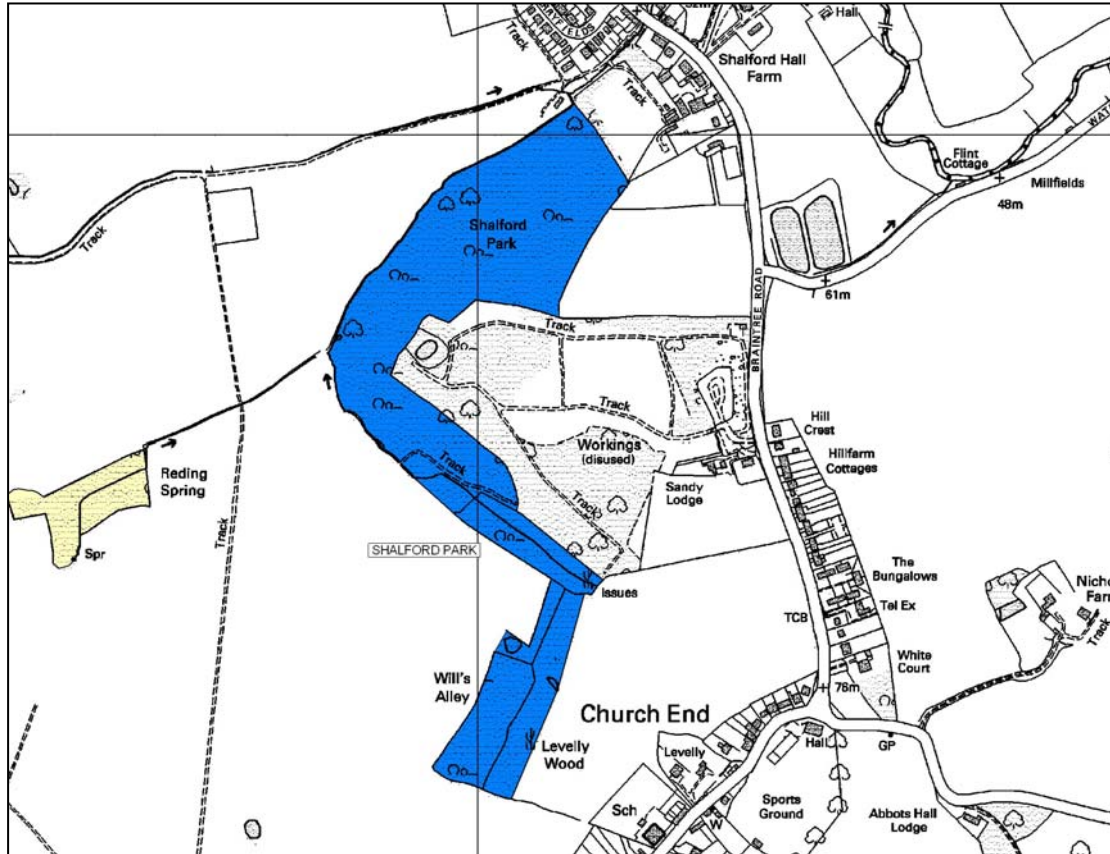 Hall
Track
Shalford Hall
Farm
Track
Flint
Cottage
Millfields
48m
Shalford
Park
Track
61m
BRAINTREE ROAD
Track
Track
Hill
Crest
Workings
(disused)
Hillfarm
Cottages
Sandy
Lodge
Track
Track
Reding
Spring
Track
Spr
SHALFORD PARK
Issues
The
Bungalows
TCB
Tel Ex
Track
White
Court
Will's
Alley
78m
Church End
Hall
GP
Levelly
Wood
Levelly
Sch
W
Sports
Ground
Abbots Hall
Lodge